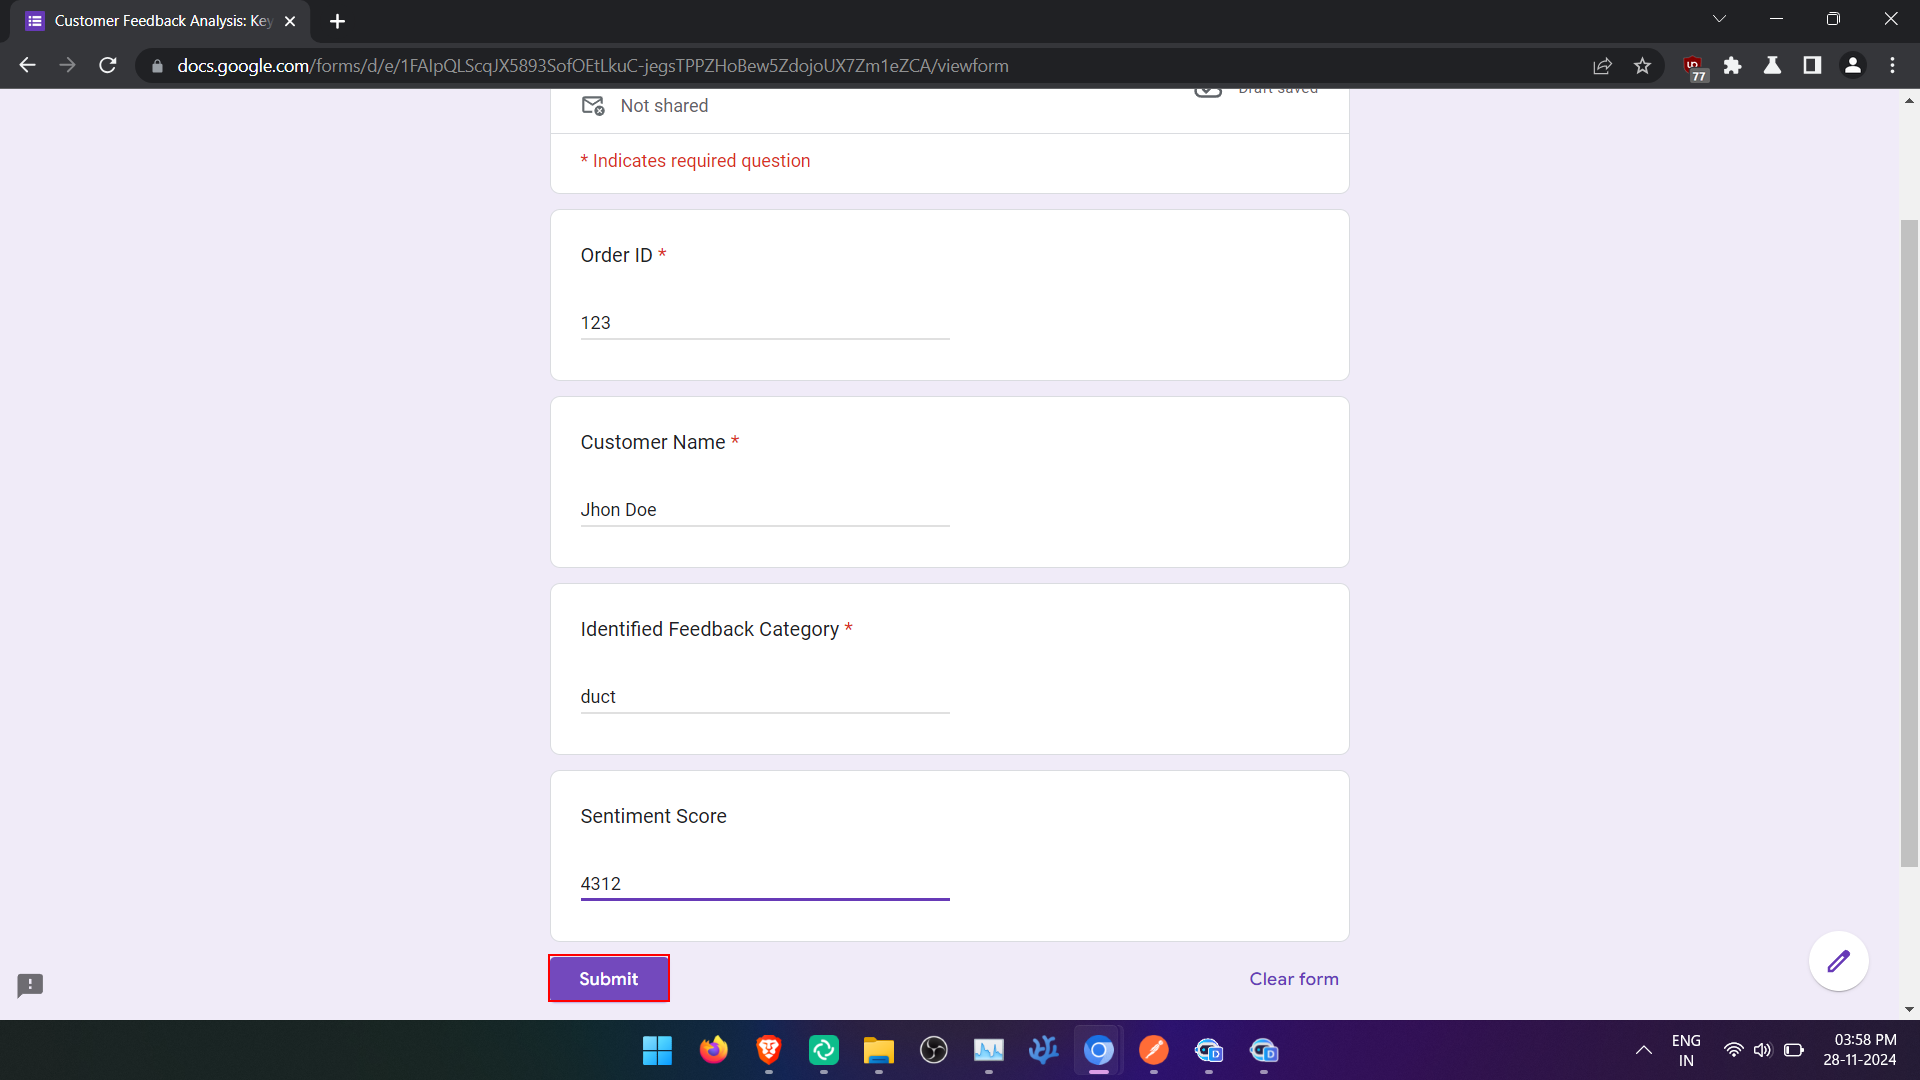 Customer Feedback Analysis: Key
docs.google.com/forms/d/e/1FAIpQLScqJX5893SofOEtLkuC-jegsTPPZHoBew5ZdojoUX7Zm1eZCA/viewform
77
Not shared
Draft saved
* Indicates required question
Order ID *
123
Customer Name *
Jhon Doe
Identified Feedback Category *
duct
Sentiment Score
4312
Submit
Clear form
ENG
IN
03:58 PM
28-11-2024